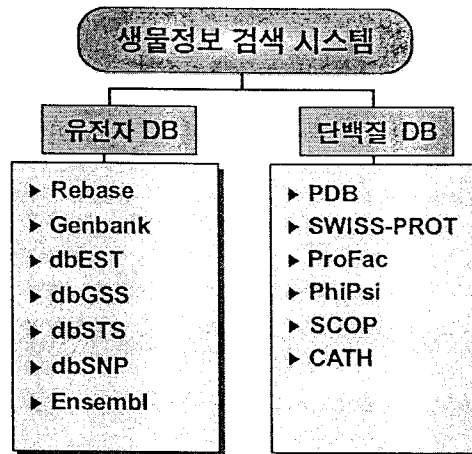 생물정보 검색 시스템
유전자 DB
▶ Rebase
▶ Genbank
▶ dbEST
▶ dbGSS
▶ dbSTS
▶ dbSNP
▶ Ensembl
단백질 DB
▶ PDB
▶ SWISS-PROT
▶ ProFac
▶ PhiPsi
▶ SCOP
▶ CATH